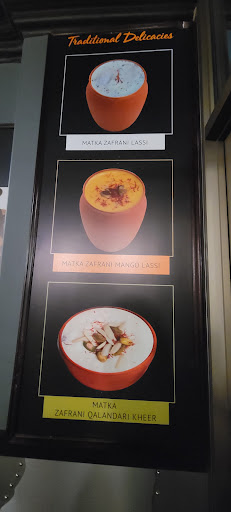 Traditional Delicacies
MATKA ZAFRANI LASSI
MATKA ZAFRANI MANGO LASSI
MATKA
ZAFRANI QALANDARI KHEER